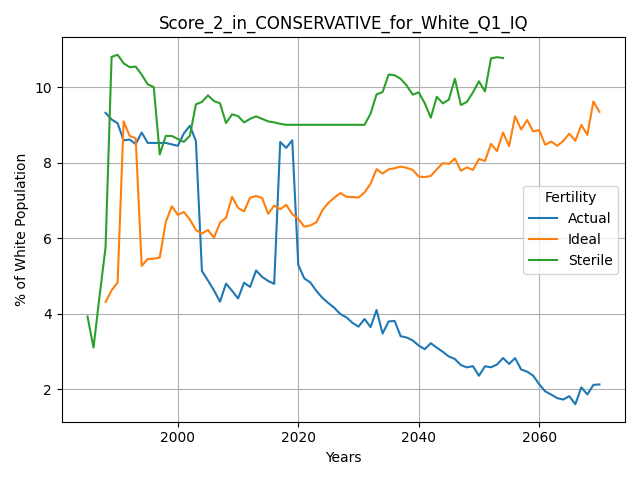 Score_2_in_CONSERVATIVE_for_White_Q1_IQ
% of White Population
10
8
6
4
2
Fertility
Actual
Ideal
Sterile
2000 2020 2040 2060
Years